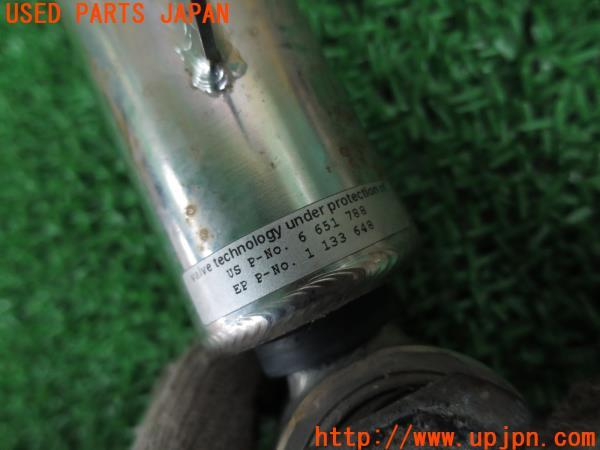 USED PARTS JAPAN
valve technology under protection of
US P-No. 6 651 788
EP P-No. 1 133 648
http://www.upjpn.com